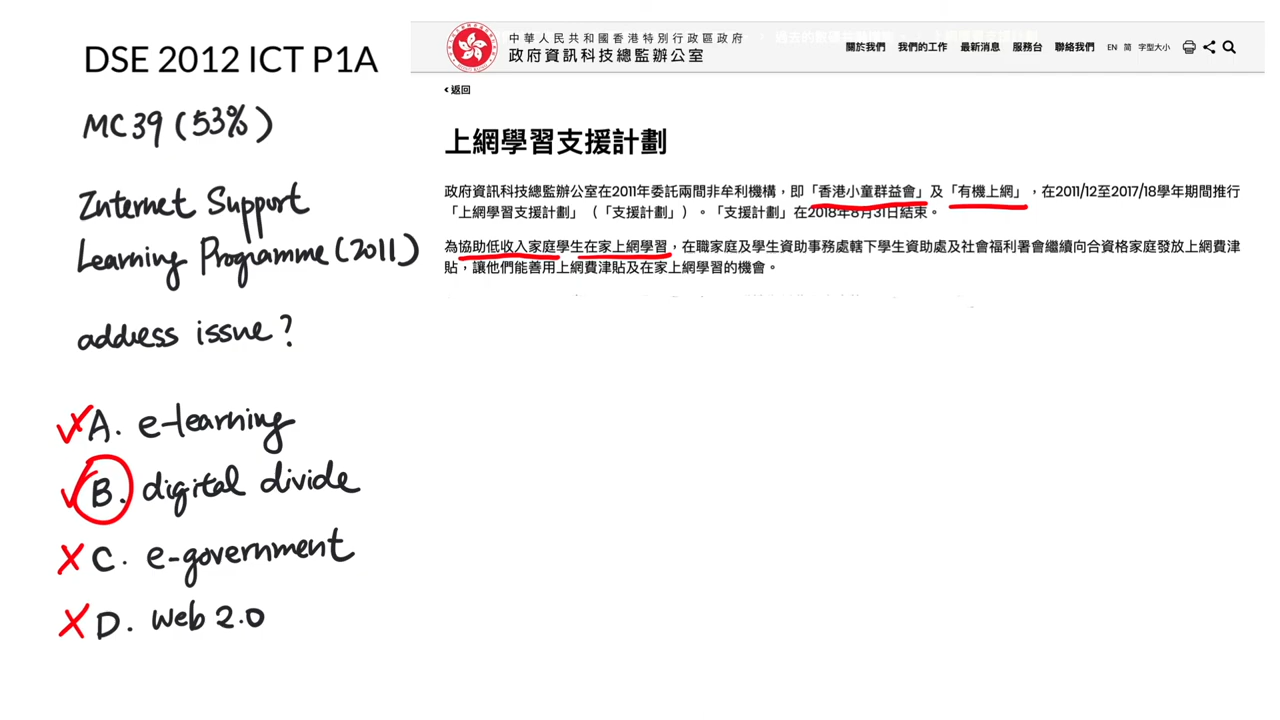 DSE 2012 ICT P1A
MC39 (53%)
Internet Support
Learning Programme (2011)
address issue?
A. e-learning
B. digital divide
C. e-government
D. Web 2.0
中華人民共和國香港特別行政區政府
政府資訊科技總監辦公室
關於我們 我們的工作 最新消息 服務台 聯絡我們 EN 简 字型大小
< 返回
上網學習支援計劃
政府資訊科技總監辦公室在2011年委託兩間非牟利機構，即「香港小童群益會」及「有機上網」，在2011/12至2017/18學年期間推行
「上網學習支援計劃」（「支援計劃」）。「支援計劃」在2018年8月31日結束。
為協助低收入家庭學生在家上網學習，在職家庭及學生資助事務處轄下學生資助處及社會福利署會繼續向合資格家庭發放上網費津
貼，讓他們能善用上網費津貼及在家上網學習的機會。